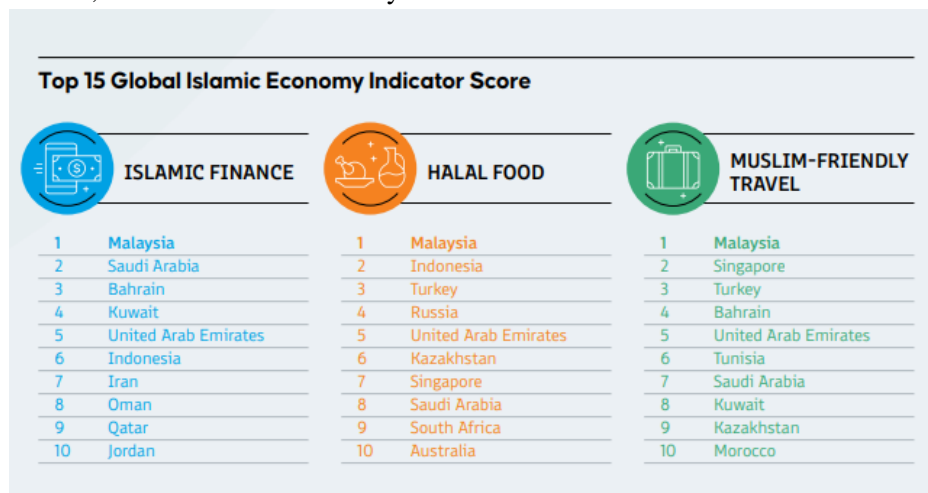 Top 15 Global Islamic Economy Indicator Score
ISLAMIC FINANCE
1 Malaysia
2 Saudi Arabia
3 Bahrain
4 Kuwait
5 United Arab Emirates
6 Indonesia
7 Iran
8 Oman
9 Qatar
10 Jordan
HALAL FOOD
1 Malaysia
2 Indonesia
3 Turkey
4 Russia
5 United Arab Emirates
6 Kazakhstan
7 Singapore
8 Saudi Arabia
9 South Africa
10 Australia
MUSLIM-FRIENDLY
TRAVEL
1 Malaysia
2 Singapore
3 Turkey
4 Bahrain
5 United Arab Emirates
6 Tunisia
7 Saudi Arabia
8 Kuwait
9 Kazakhstan
10 Morocco